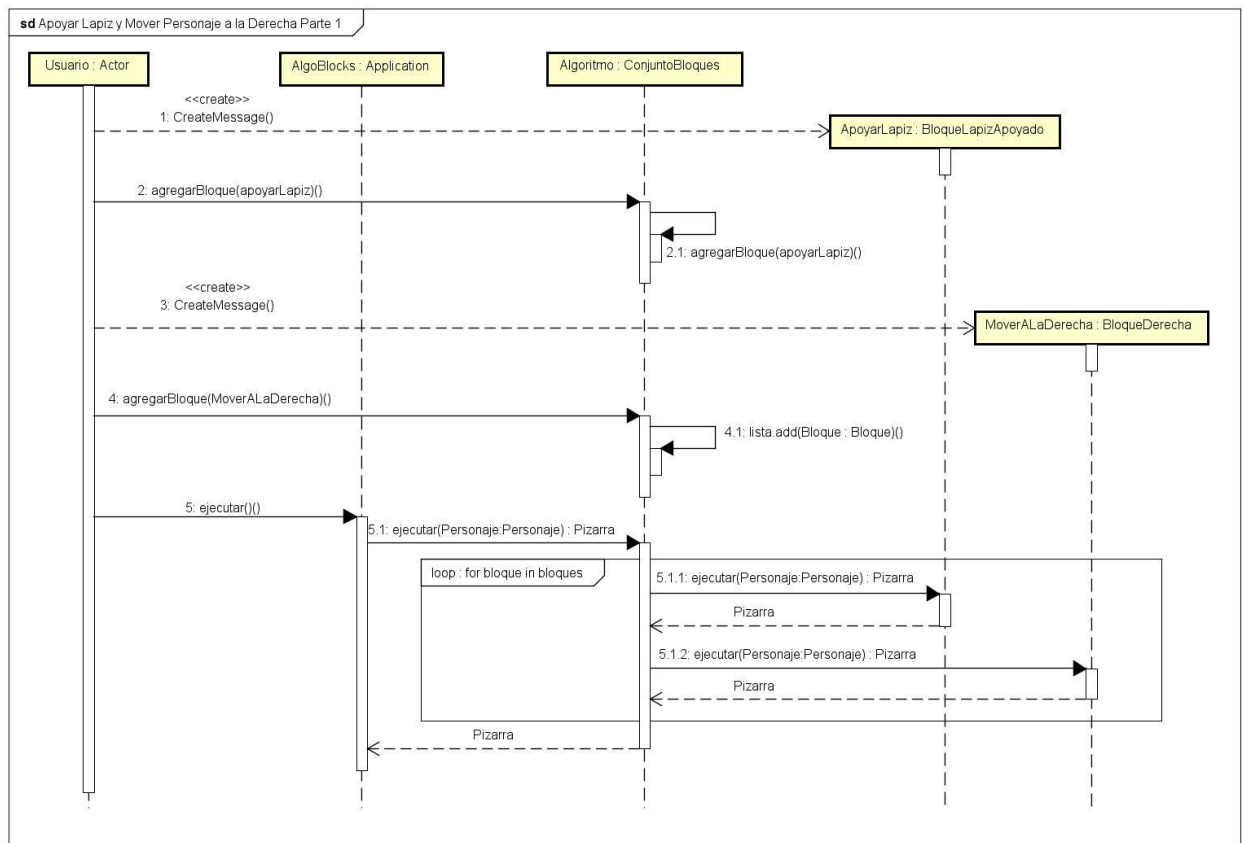 sd Apoyar Lapiz y Mover Personaje a la Derecha Parte 1
Usuario : Actor
AlgoBlocks : Application
Algoritmo : ConjuntoBloques
<<create>>
1: CreateMessage()
ApoyarLapiz : BloqueLapizApoyado
2: agregarBloque(apoyarLapiz)()
2.1: agregarBloque(apoyarLapiz)()
<<create>>
3: CreateMessage()
MoverALaDerecha : BloqueDerecha
4: agregarBloque(MoverALaDerecha)()
4.1: lista.add(Bloque : Bloque)()
5: ejecutar()()
5.1: ejecutar(Personaje:Personaje) : Pizarra
loop : for bloque in bloques
5.1.1: ejecutar(Personaje:Personaje) : Pizarra
Pizarra
5.1.2: ejecutar(Personaje:Personaje) : Pizarra
Pizarra
Pizarra